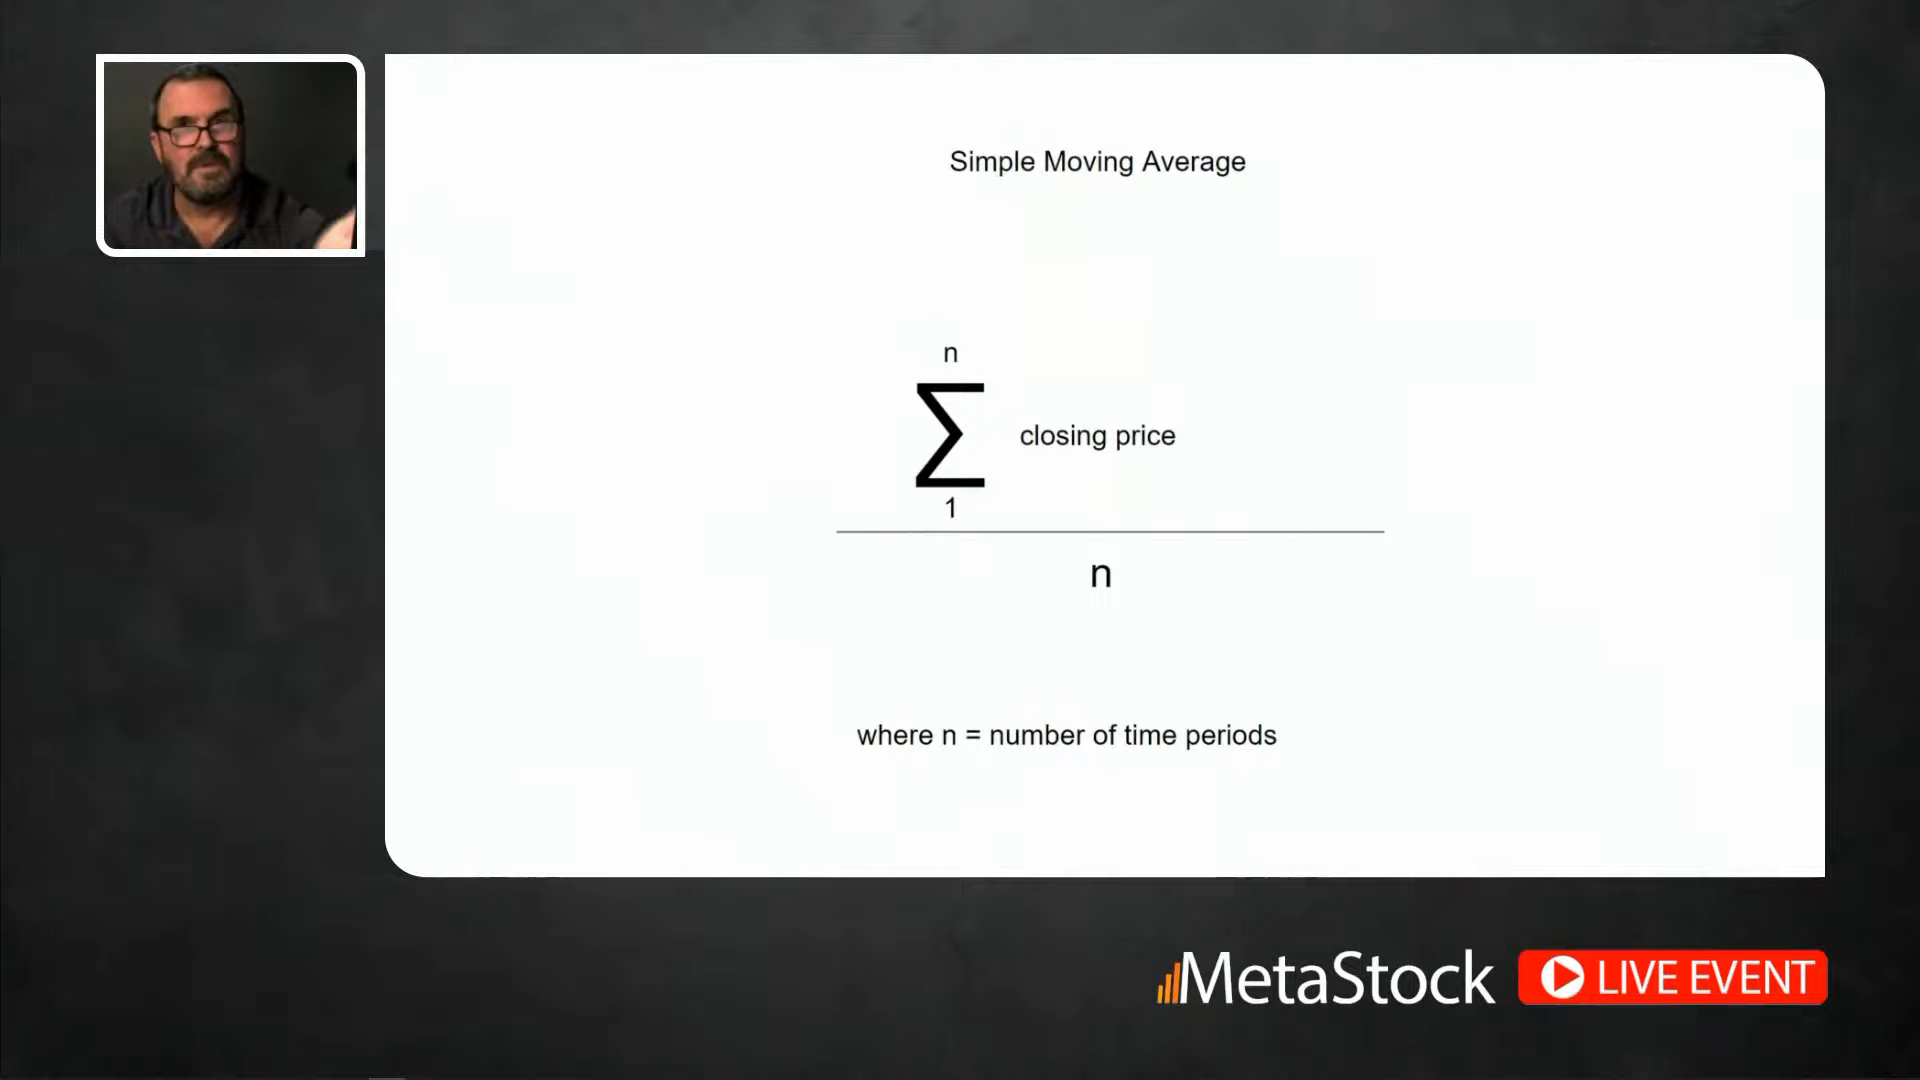 Simple Moving Average
n
∑ closing price
1
n
where n = number of time periods
MetaStock LIVE EVENT